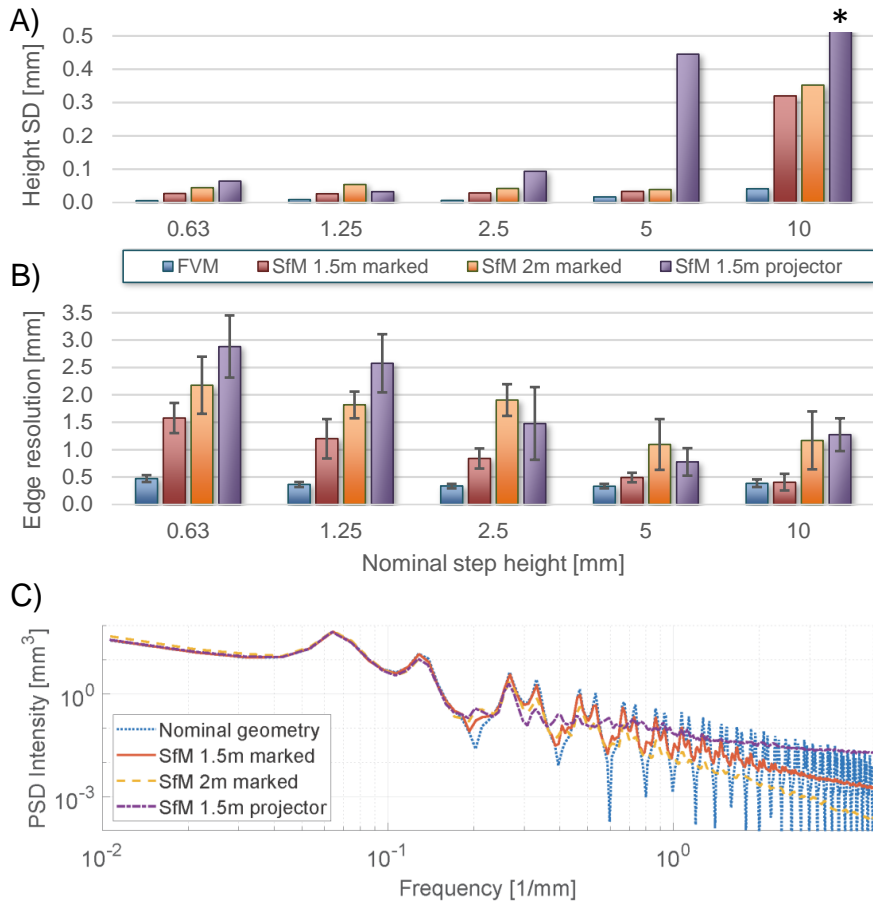 A)
*
Height SD [mm]
0.5
0.4
0.3
0.2
0.1
0.0
0.63 1.25 2.5 5 10
FVM SfM 1.5m marked SfM 2m marked SfM 1.5m projector
B)
Edge resolution [mm]
3.5
3.0
2.5
2.0
1.5
1.0
0.5
0.0
0.63 1.25 2.5 5 10
Nominal step height [mm]
C)
PSD Intensity [mm³]
10⁰
10⁻³
Nominal geometry
SfM 1.5m marked
SfM 2m marked
SfM 1.5m projector
10⁻² 10⁻¹ 10⁰
Frequency [1/mm]